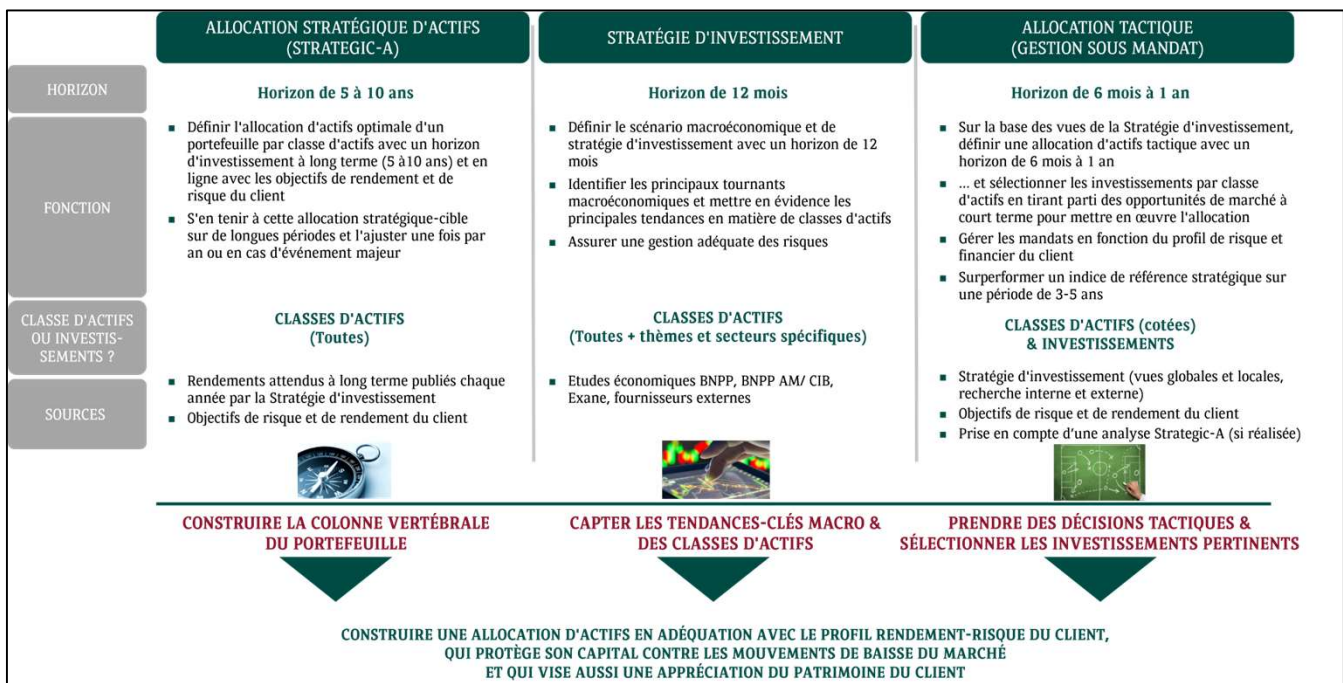 ALLOCATION STRATÉGIQUE D'ACTIFS
(STRATEGIC-A)
STRATÉGIE D'INVESTISSEMENT
ALLOCATION TACTIQUE
(GESTION SOUS MANDAT)
HORIZON
Horizon de 5 à 10 ans
Horizon de 12 mois
Horizon de 6 mois à 1 an
FONCTION
▪ Définir l'allocation d'actifs optimale d'un
portefeuille par classe d'actifs avec un horizon
d'investissement à long terme (5 à10 ans) et en
ligne avec les objectifs de rendement et de
risque du client
▪ S'en tenir à cette allocation stratégique-cible
sur de longues périodes et l'ajuster une fois par
an ou en cas d'événement majeur
▪ Définir le scénario macroéconomique et de
stratégie d'investissement avec un horizon de 12
mois
▪ Identifier les principaux tournants
macroéconomiques et mettre en évidence les
principales tendances en matière de classes d'actifs
▪ Assurer une gestion adéquate des risques
▪ Sur la base des vues de la Stratégie d'investissement,
définir une allocation d'actifs tactique avec un
horizon de 6 mois à 1 an
▪ ... et sélectionner les investissements par classe
d'actifs en tirant parti des opportunités de marché à
court terme pour mettre en œuvre l'allocation
▪ Gérer les mandats en fonction du profil de risque et
financier du client
▪ Surperformer un indice de référence stratégique sur
une période de 3-5 ans
CLASSE D'ACTIFS
OU INVESTIS-
SEMENTS ?
CLASSES D'ACTIFS
(Toutes)
CLASSES D'ACTIFS
(Toutes + thèmes et secteurs spécifiques)
CLASSES D'ACTIFS (cotées)
& INVESTISSEMENTS
SOURCES
▪ Rendements attendus à long terme publiés chaque
année par la Stratégie d'investissement
▪ Objectifs de risque et de rendement du client
▪ Etudes économiques BNPP, BNPP AM/ CIB,
Exane, fournisseurs externes
▪ Stratégie d'investissement (vues globales et locales,
recherche interne et externe)
▪ Objectifs de risque et de rendement du client
▪ Prise en compte d'une analyse Strategic-A (si réalisée)
CONSTRUIRE LA COLONNE VERTÉBRALE
DU PORTEFEUILLE
CAPTER LES TENDANCES-CLÉS MACRO &
DES CLASSES D'ACTIFS
PRENDRE DES DÉCISIONS TACTIQUES &
SÉLECTIONNER LES INVESTISSEMENTS PERTINENTS
CONSTRUIRE UNE ALLOCATION D'ACTIFS EN ADÉQUATION AVEC LE PROFIL RENDEMENT-RISQUE DU CLIENT,
QUI PROTÈGE SON CAPITAL CONTRE LES MOUVEMENTS DE BAISSE DU MARCHÉ
ET QUI VISE AUSSI UNE APPRÉCIATION DU PATRIMOINE DU CLIENT